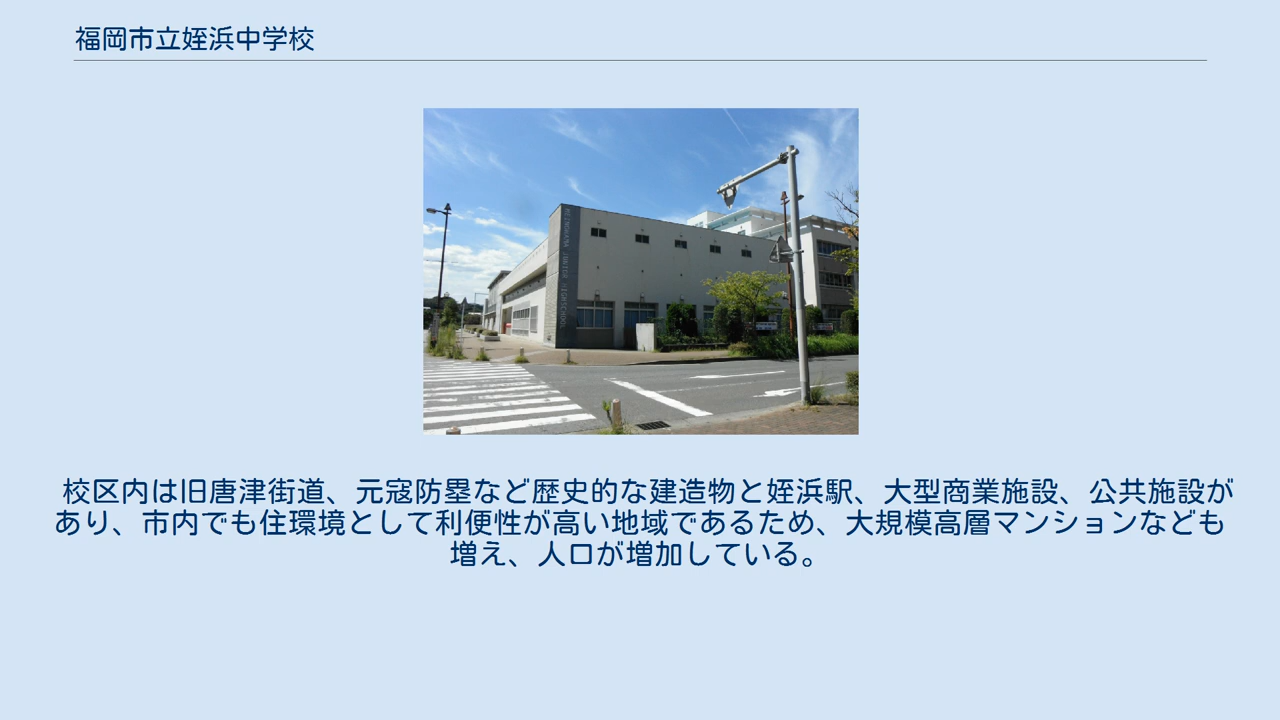 福岡市立姪浜中学校
MEINOHAMA JUNIOR HIGHSCHOOL
校区内は旧唐津街道、元寇防塁など歴史的な建造物と姪浜駅、大型商業施設、公共施設が
あり、市内でも住環境として利便性が高い地域であるため、大規模高層マンションなども
増え、人口が増加している。